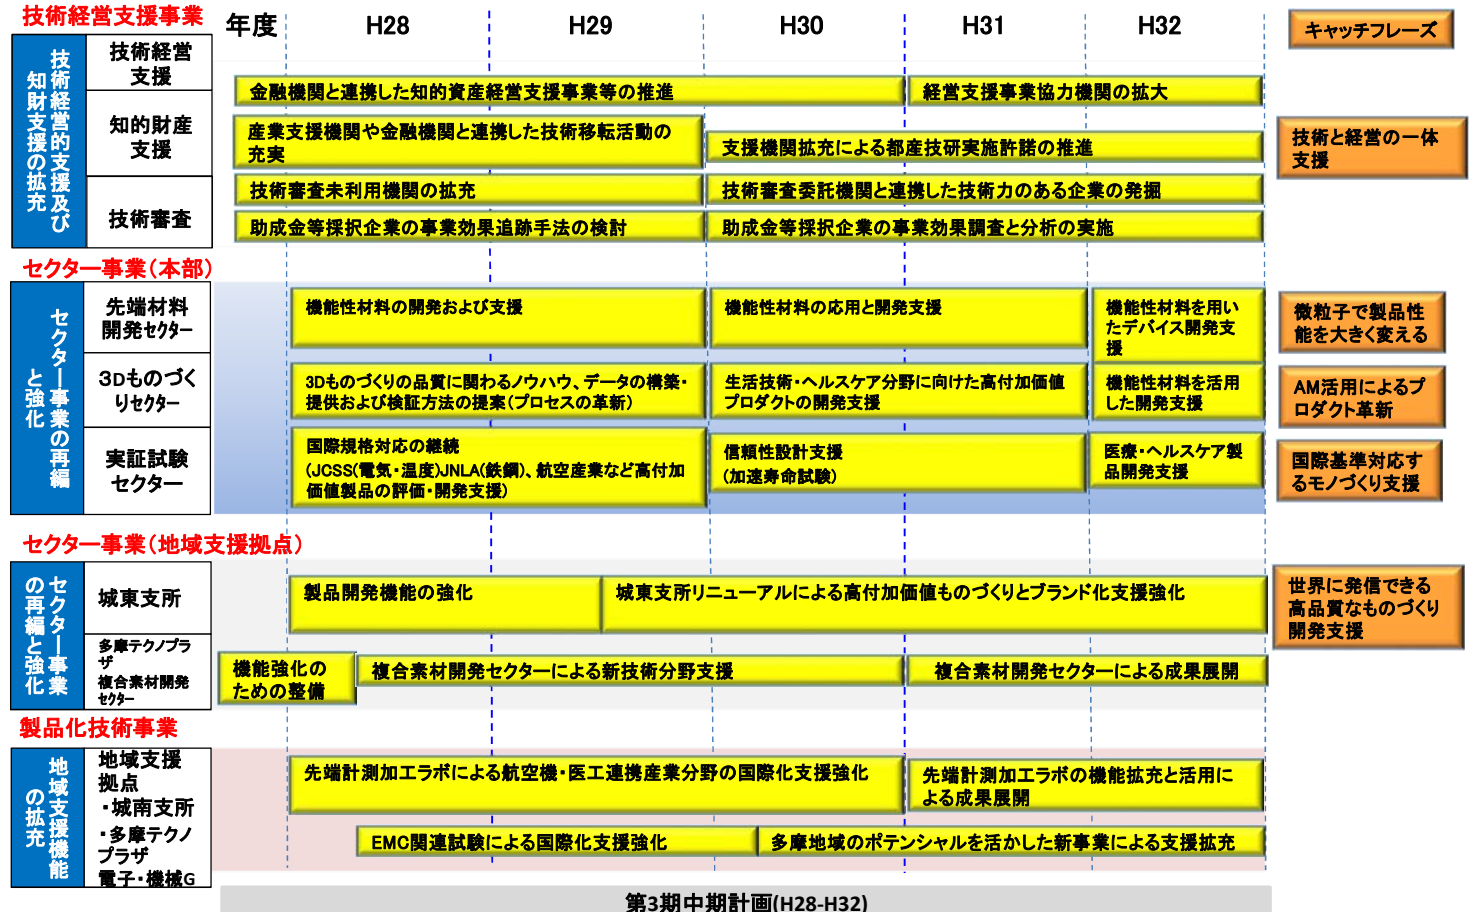 技術経営支援事業
年度
H28
H29
H30
H31
H32
キャッチフレーズ
技術経営的支援及び
知財支援の拡充
技術経営
支援
金融機関と連携した知的資産経営支援事業等の推進
経営支援事業協力機関の拡大
知的財産
支援
産業支援機関や金融機関と連携した技術移転活動の
充実
支援機関拡充による都産技研実施許諾の推進
技術と経営の一体
支援
技術審査
技術審査未利用機関の拡充
技術審査委託機関と連携した技術力のある企業の発掘
助成金等採択企業の事業効果追跡手法の検討
助成金等採択企業の事業効果調査と分析の実施
セクター事業(本部)
セクター事業の再編
と強化
先端材料
開発セクター
機能性材料の開発および支援
機能性材料の応用と開発支援
機能性材料を用い
たデバイス開発支
援
微粒子で製品性
能を大きく変える
3Dものづく
りセクター
3Dものづくりの品質に関わるノウハウ、データの構築・
提供および検証方法の提案(プロセスの革新)
生活技術・ヘルスケア分野に向けた高付加価値
プロダクトの開発支援
機能性材料を活用
した開発支援
AM活用によるプ
ロダクト革新
実証試験
セクター
国際規格対応の継続
(JCSS(電気・温度)JNLA(鉄鋼)、航空産業など高付加
価値製品の評価・開発支援)
信頼性設計支援
(加速寿命試験)
医療・ヘルスケア製
品開発支援
国際基準対応す
るモノづくり支援
セクター事業(地域支援拠点)
セクター事業
の再編と強化
城東支所
製品開発機能の強化
城東支所リニューアルによる高付加価値ものづくりとブランド化支援強化
世界に発信できる
高品質なものづくり
開発支援
多摩テクノプラ
ザ
複合素材開発
セクター
機能強化の
ための整備
複合素材開発セクターによる新技術分野支援
複合素材開発セクターによる成果展開
製品化技術事業
地域支援機能
の拡充
地域支援
拠点
・城南支所
・多摩テクノ
プラザ
電子・機械G
先端計測加工ラボによる航空機・医工連携産業分野の国際化支援強化
先端計測加工ラボの機能拡充と活用に
よる成果展開
EMC関連試験による国際化支援強化
多摩地域のポテンシャルを活かした新事業による支援拡充
第3期中期計画(H28-H32)